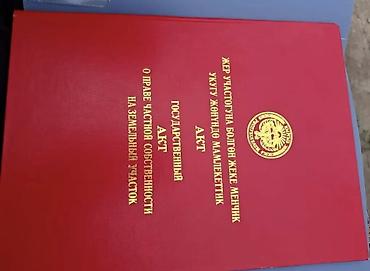 ЖЕР УЧАСТОГУНА БОЛГОН ЖЕКЕ МЕНЧИК
УКУГУ ЖӨНҮНДӨ МАМЛЕКЕТТИК
АКТ
ГОСУДАРСТВЕННЫЙ
АКТ
О ПРАВЕ ЧАСТНОЙ СОБСТВЕННОСТИ
НА ЗЕМЕЛЬНЫЙ УЧАСТОК